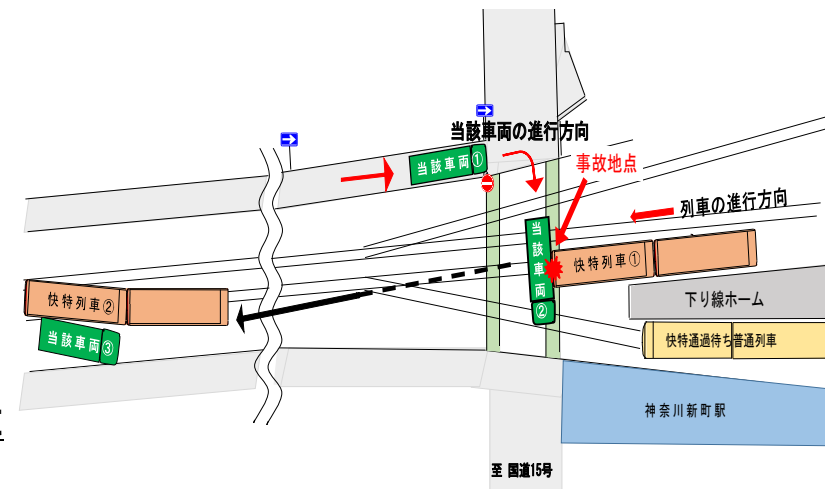 当該車両の進行方向
当該車両①
事故地点
列車の進行方向
当該車両②
快特列車①
快特列車②
下り線ホーム
当該車両③
快特通過待ち普通列車
神奈川新町駅
至 国道15号